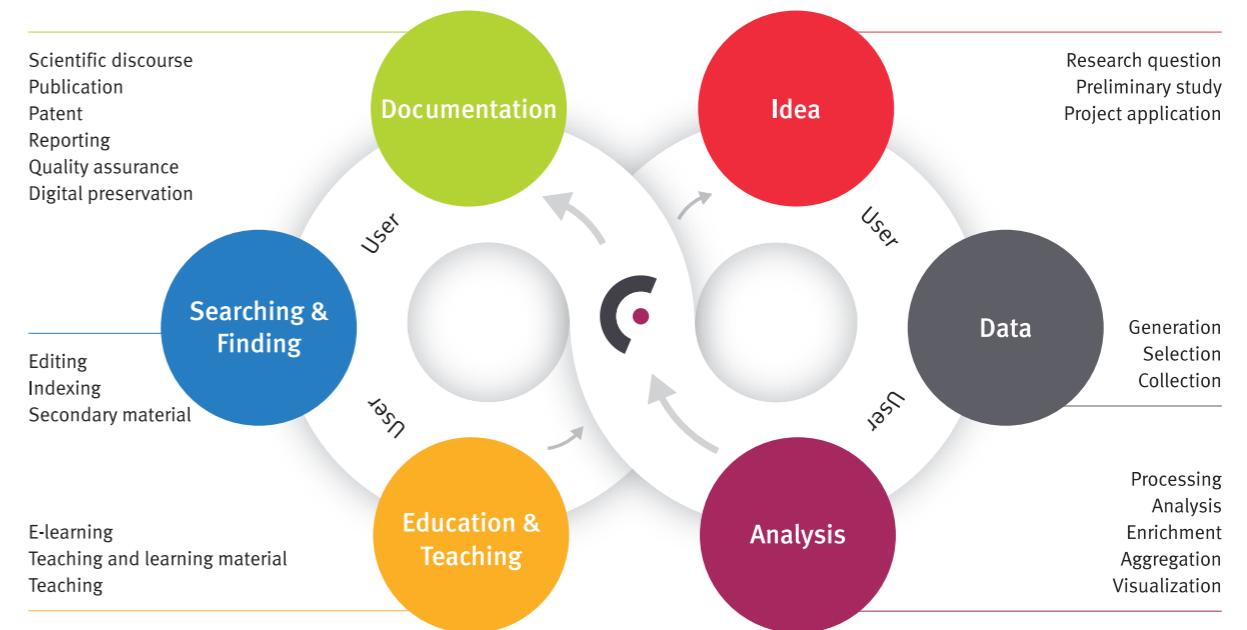 Scientific discourse
Publication
Patent
Reporting
Quality assurance
Digital preservation
Documentation
Idea
Research question
Preliminary study
Project application
User
User
Searching &
Finding
Editing
Indexing
Secondary material
Data
Generation
Selection
Collection
User
User
E-learning
Teaching and learning material
Teaching
Education &
Teaching
Analysis
Processing
Analysis
Enrichment
Aggregation
Visualization